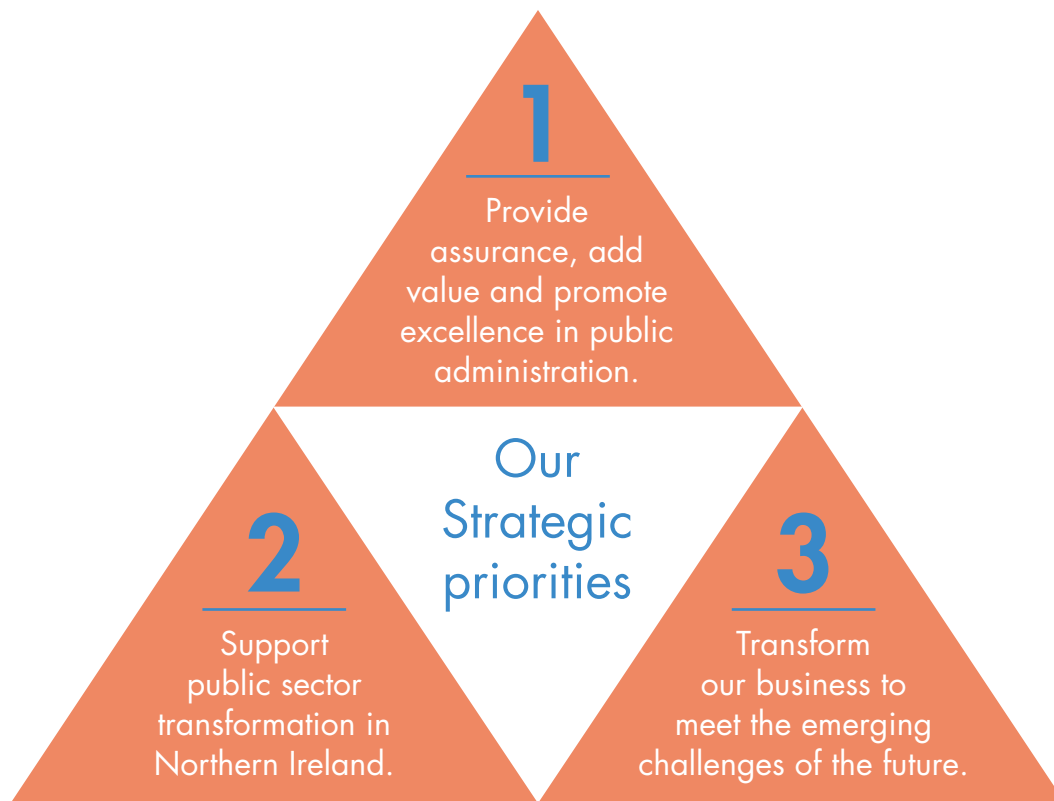 1
Provide
assurance, add
value and promote
excellence in public
administration.
Our
Strategic
priorities
2
Support
public sector
transformation in
Northern Ireland.
3
Transform
our business to
meet the emerging
challenges of the future.